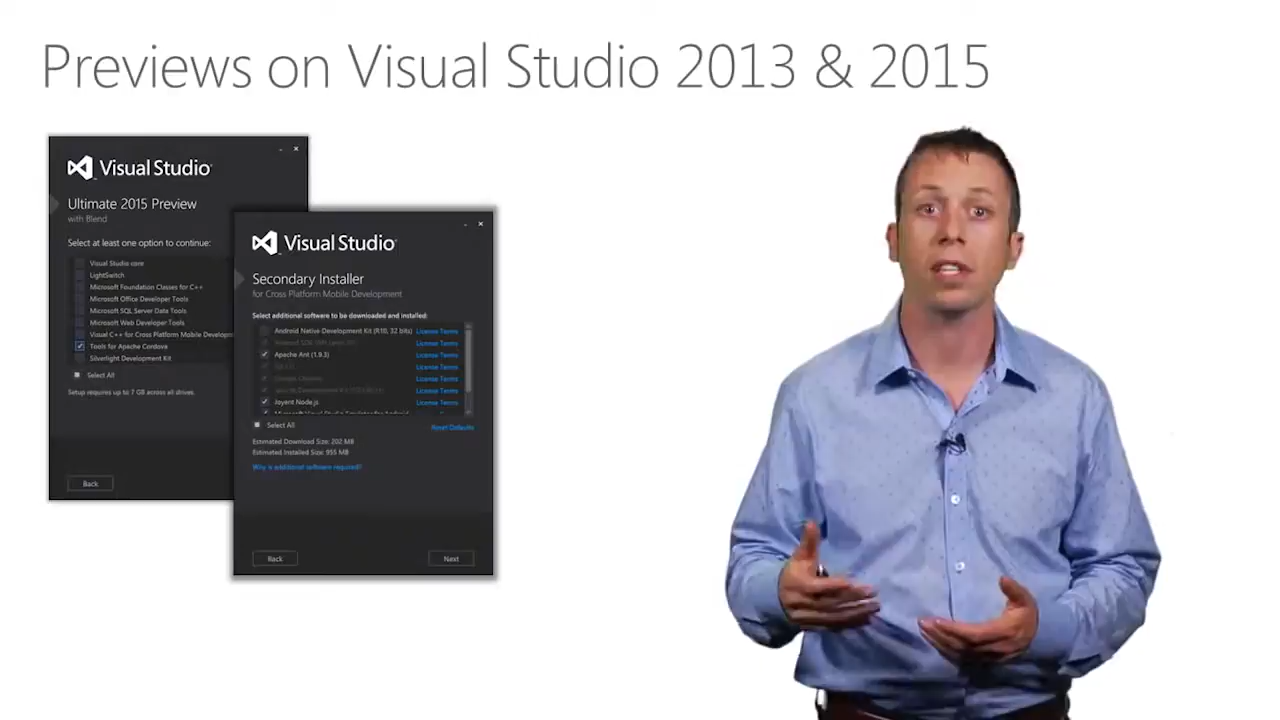 Previews on Visual Studio 2013 & 2015
Visual Studio
Ultimate 2015 Preview
with Blend
Select at least one option to continue:
Visual Studio core
LightSwitch
Microsoft Foundation Classes for C++
Microsoft Office Developer Tools
Microsoft SQL Server Data Tools
Microsoft Web Developer Tools
Visual C++ for Cross Platform Mobile
Tools for Apache Cordova
Silverlight Development Kit
Select All
Setup requires up to 7 GB across all drives.
Back
Visual Studio
Secondary Installer
for Cross Platform Mobile Development
Select additional software to be downloaded and installed:
Android Native Development Kit (R10, 32 bits) License Terms
License Terms
Apache Ant (1.9.3) License Terms
License Terms
License Terms
License Terms
Joyent Node.js License Terms
Microsoft Visual Studio Emulator for Android
Select All Reset Defaults
Estimated Download Size: 202 MB
Estimated Installed Size: 955 MB
Why is additional software required?
Back Next